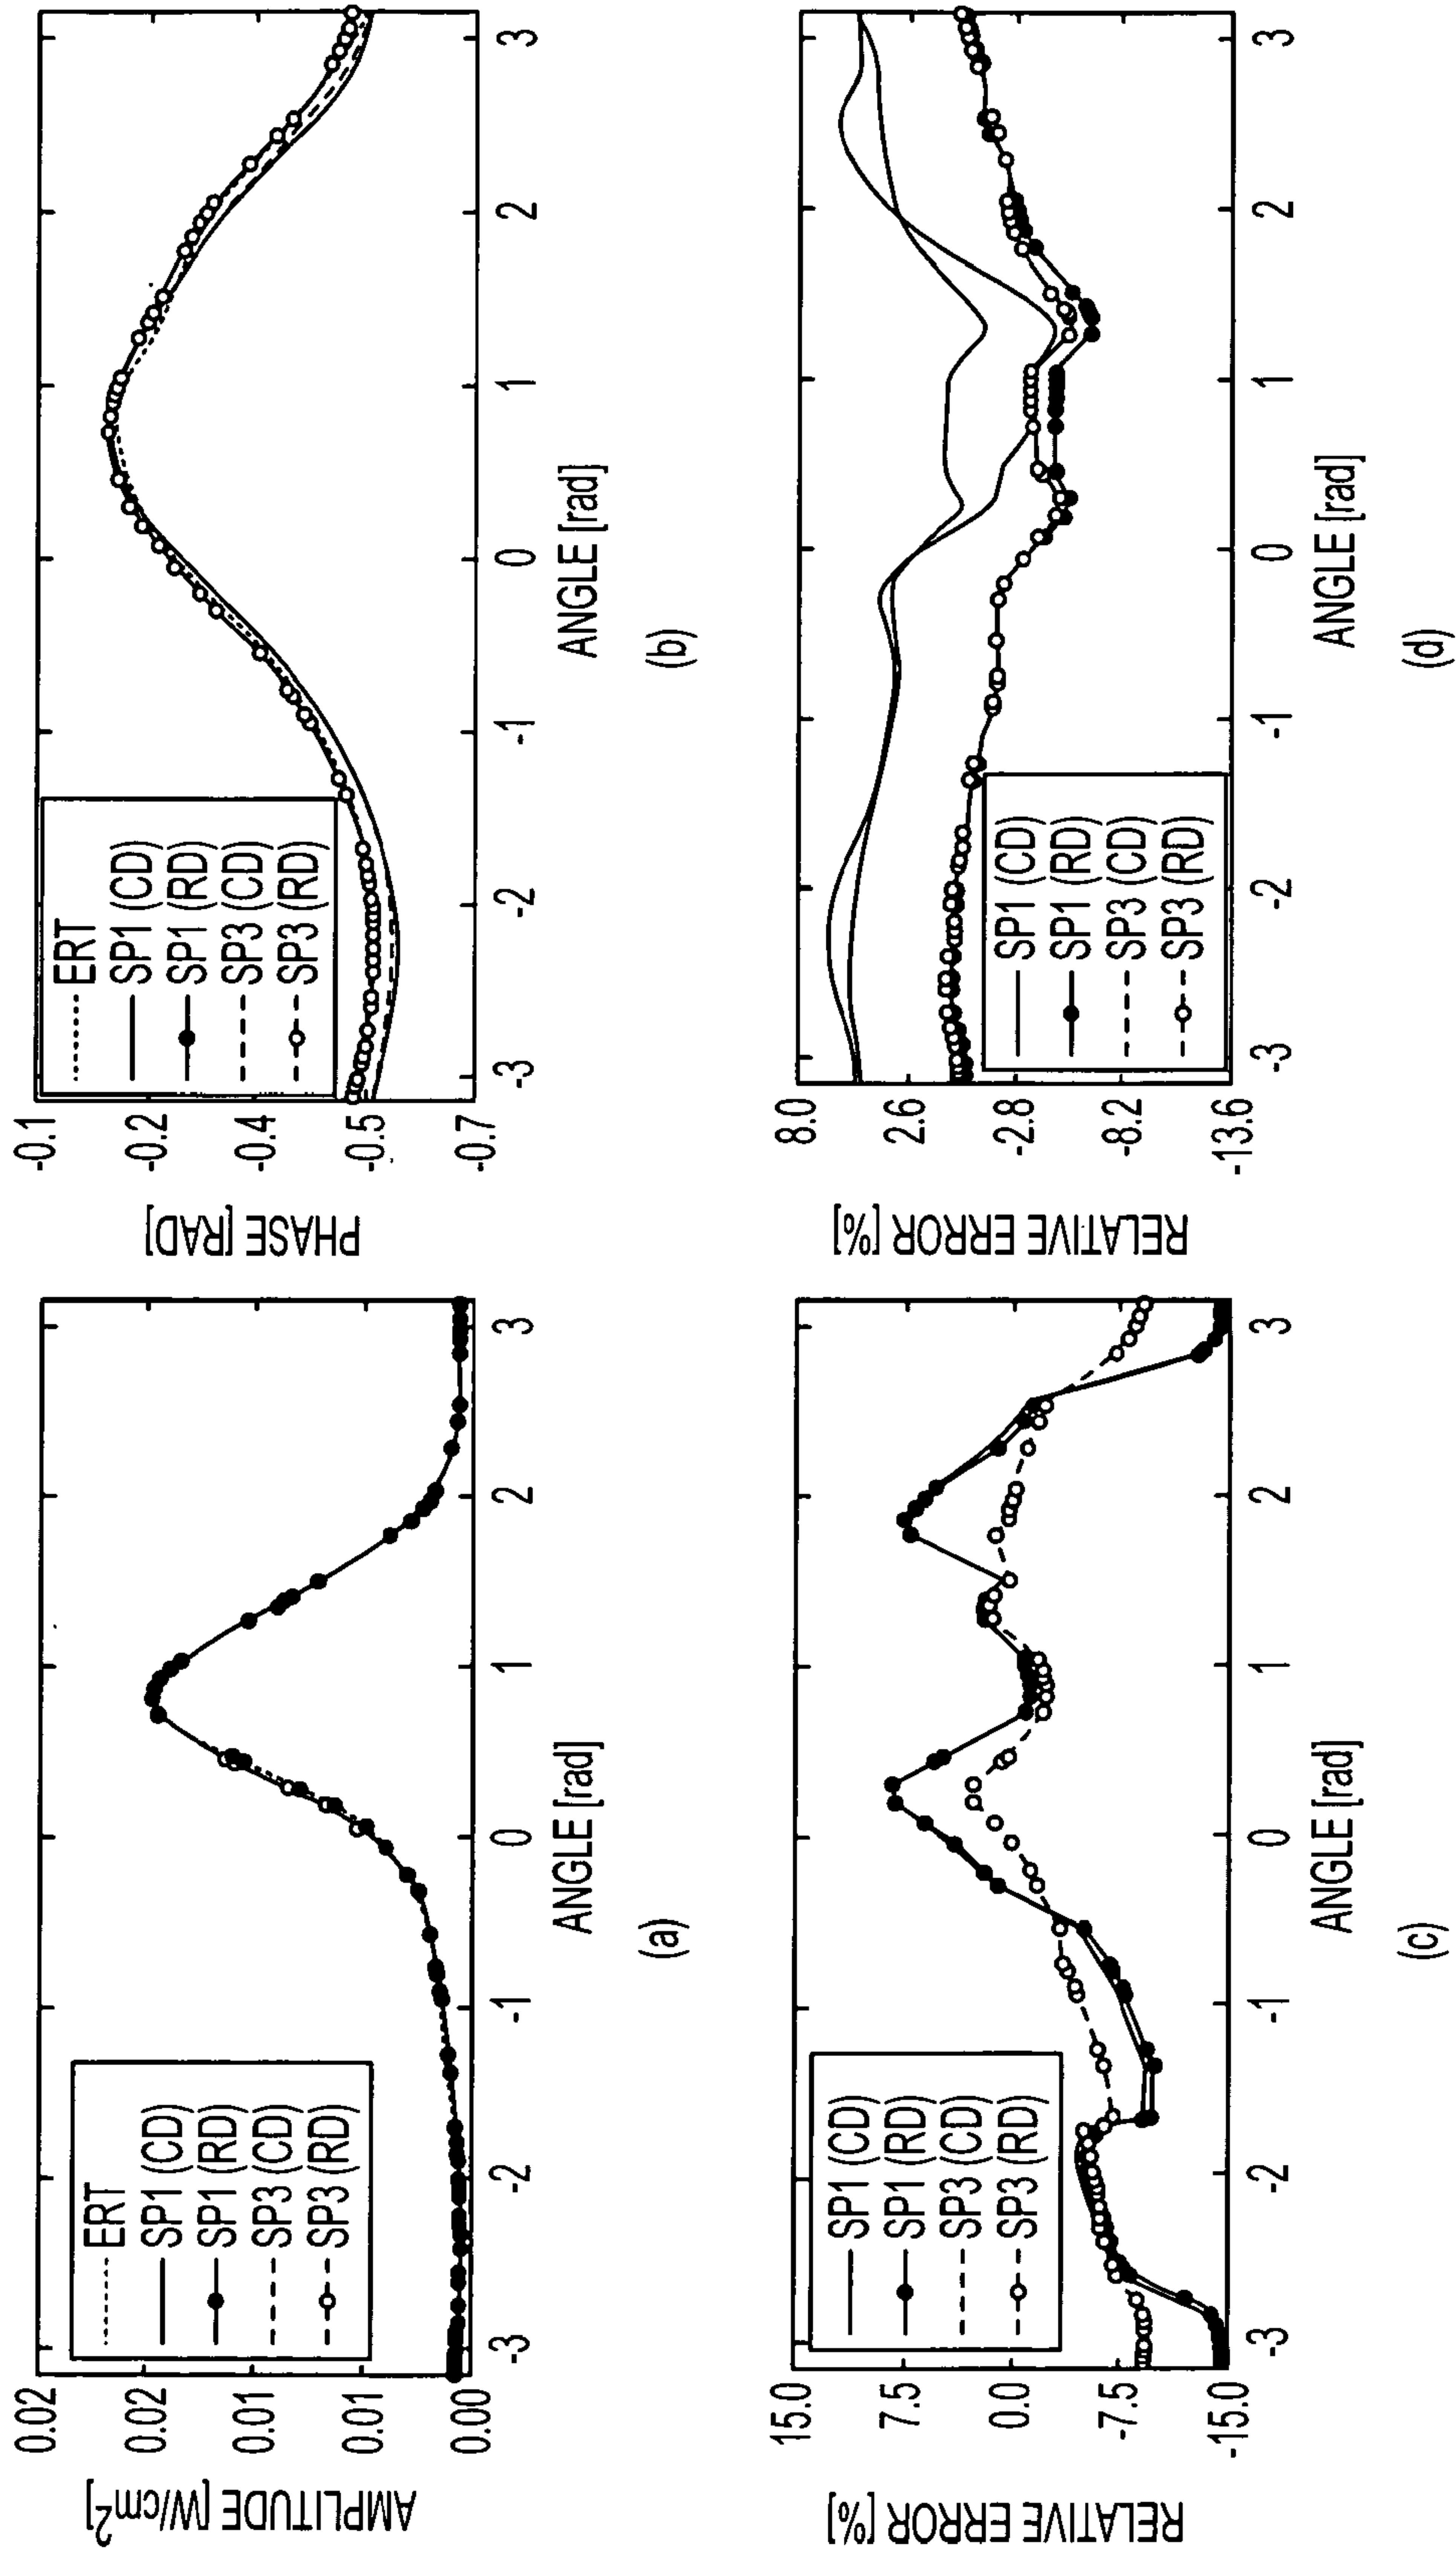 AMPLITUDE [W/cm²]
0.02
0.02
0.01
0.01
0.00
ERT
SP1 (CD)
SP1 (RD)
SP3 (CD)
SP3 (RD)
-3 -2 -1 0 1 2 3
ANGLE [rad]
(a)
PHASE [RAD]
-0.1
-0.2
-0.4
-0.5
-0.7
ERT
SP1 (CD)
SP1 (RD)
SP3 (CD)
SP3 (RD)
-3 -2 -1 0 1 2 3
ANGLE [rad]
(b)
RELATIVE ERROR [%]
15.0
7.5
0.0
-7.5
-15.0
SP1 (CD)
SP1 (RD)
SP3 (CD)
SP3 (RD)
-3 -2 -1 0 1 2 3
ANGLE [rad]
(c)
RELATIVE ERROR [%]
8.0
2.6
-2.8
-8.2
-13.6
SP1 (CD)
SP1 (RD)
SP3 (CD)
SP3 (RD)
-3 -2 -1 0 1 2 3
ANGLE [rad]
(d)